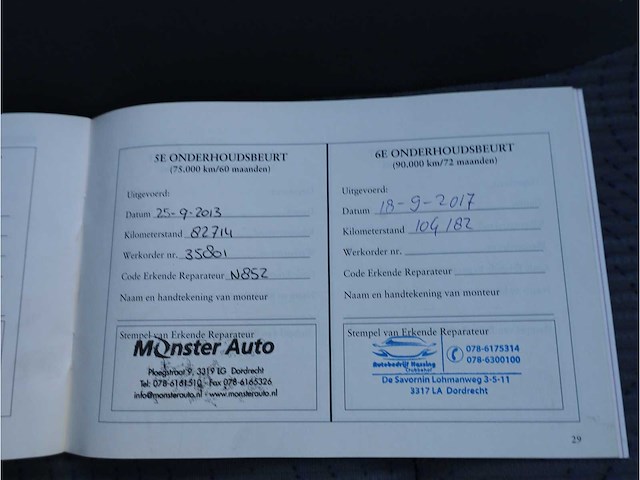 5E ONDERHOUDSBEURT
(75.000 km/60 maanden)
Uitgevoerd:
Datum 25-9-2013
Kilometerstand 82714
Werkorder nr. 35801
Code Erkende Reparateur N852
Naam en handtekening van monteur
Stempel van Erkende Reparateur
Monster Auto
Ploegstraat 9, 3319 LG Dordrecht
Tel: 078-6161510 - Fax 078-6165326
info@monsterauto.nl - www.monsterauto.nl
6E ONDERHOUDSBEURT
(90.000 km/72 maanden)
Uitgevoerd:
Datum 18-9-2017
Kilometerstand 104182
Werkorder nr.
Code Erkende Reparateur
Naam en handtekening van monteur
Stempel van Erkende Reparateur
078-6175314
078-6300100
Autobedrijf
De Savornin Lohmanweg 3-5-11
3317 LA Dordrecht
29